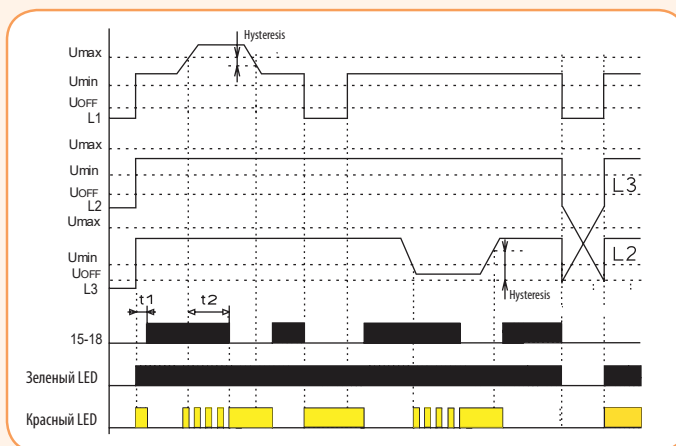 Hysteresis
Umax
Umin
UOFF
L1
Umax
Umin
UOFF
L2
L3
Umax
Umin
UOFF
L3
L2
Hysteresis
t1
t2
15-18
Зеленый LED
Красный LED